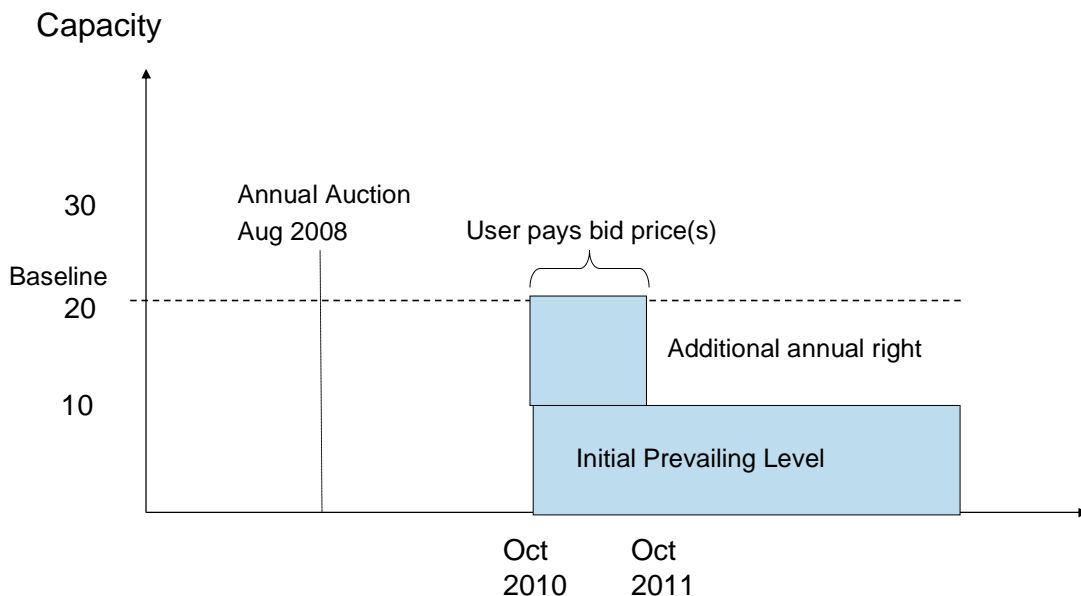 Capacity
30
Annual Auction
Aug 2008
User pays bid price(s)
Baseline
20
Additional annual right
10
Initial Prevailing Level
Oct
2010
Oct
2011